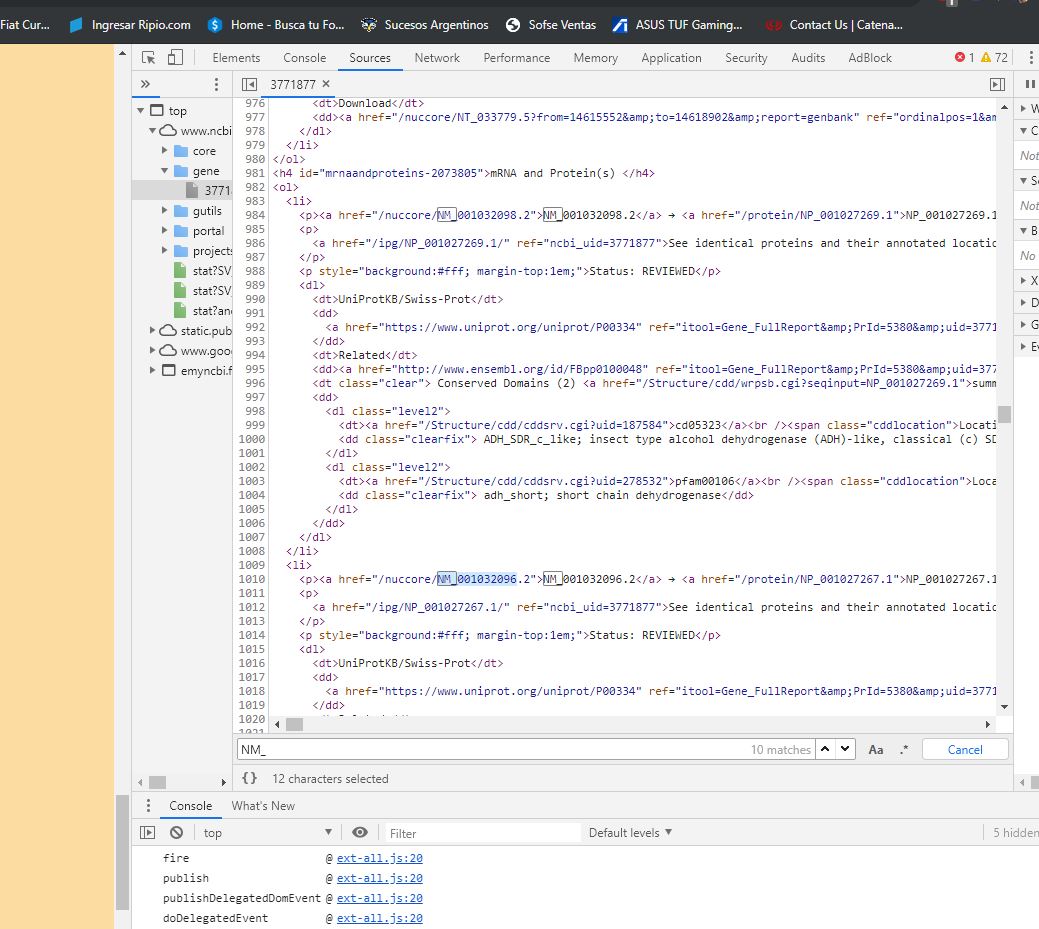 Fiat Cur... Ingresar Ripio.com Home - Busca tu Fo... Sucesos Argentinos Sofse Ventas ASUS TUF Gaming... Contact Us | Catena...
Elements Console Sources Network Performance Memory Application Security Audits AdBlock 1 72
3771877
top
www.ncbi
core
gene
3771
gutils
portal
projects
stat?SV
stat?SV
stat?an
static.pub
www.goo
emyncbi.f
976 <dt>Download</dt>
977 <dd><a href="/nuccore/NT_033779.5?from=14615552&amp;to=14618902&amp;report=genbank" ref="ordinalpos=1&am
978 </dl>
979 </li>
980 </ol>
981 <h4 id="mrnaandproteins-2073805">mRNA and Protein(s) </h4>
982 <ol>
983 <li>
984 <p><a href="/nuccore/NM_001032098.2">NM_001032098.2</a> → <a href="/protein/NP_001027269.1">NP_001027269.1
985 <p>
986 <a href="/ipg/NP_001027269.1/" ref="ncbi_uid=3771877">See identical proteins and their annotated locatio
987 </p>
988 <p style="background:#fff; margin-top:1em;">Status: REVIEWED</p>
989 <dl>
990 <dt>UniProtKB/Swiss-Prot</dt>
991 <dd>
992 <a href="https://www.uniprot.org/uniprot/P00334" ref="itool=Gene_FullReport&amp;PrId=5380&amp;uid=3771
993 </dd>
994 <dt>Related</dt>
995 <dd><a href="http://www.ensembl.org/id/FBpp0100048" ref="itool=Gene_FullReport&amp;PrId=5380&amp;uid=377
996 <dt class="clear"> Conserved Domains (2) <a href="/Structure/cdd/wrpsb.cgi?seqinput=NP_001027269.1">summ
997 <dd>
998 <dl class="level2">
999 <dt><a href="/Structure/cdd/cddsrv.cgi?uid=187584">cd05323</a><br /><span class="cddlocation">Locati
1000 <dd class="clearfix"> ADH_SDR_c_like; insect type alcohol dehydrogenase (ADH)-like, classical (c) SD
1001 </dl>
1002 <dl class="level2">
1003 <dt><a href="/Structure/cdd/cddsrv.cgi?uid=278532">pfam00106</a><br /><span class="cddlocation">Loca
1004 <dd class="clearfix"> adh_short; short chain dehydrogenase</dd>
1005 </dl>
1006 </dd>
1007 </dl>
1008 </li>
1009 <li>
1010 <p><a href="/nuccore/NM_001032096.2">NM_001032096.2</a> → <a href="/protein/NP_001027267.1">NP_001027267.1
1011 <p>
1012 <a href="/ipg/NP_001027267.1/" ref="ncbi_uid=3771877">See identical proteins and their annotated locatio
1013 </p>
1014 <p style="background:#fff; margin-top:1em;">Status: REVIEWED</p>
1015 <dl>
1016 <dt>UniProtKB/Swiss-Prot</dt>
1017 <dd>
1018 <a href="https://www.uniprot.org/uniprot/P00334" ref="itool=Gene_FullReport&amp;PrId=5380&amp;uid=3771
1019 </dd>
1020
W
C
Not
Sc
Not
B
No
X
D
G
Ev
NM_ 10 matches Aa .* Cancel
{} 12 characters selected
Console What's New
top Filter Default levels 5 hidden
fire @ ext-all.js:20
publish @ ext-all.js:20
publishDelegatedDomEvent @ ext-all.js:20
doDelegatedEvent @ ext-all.js:20